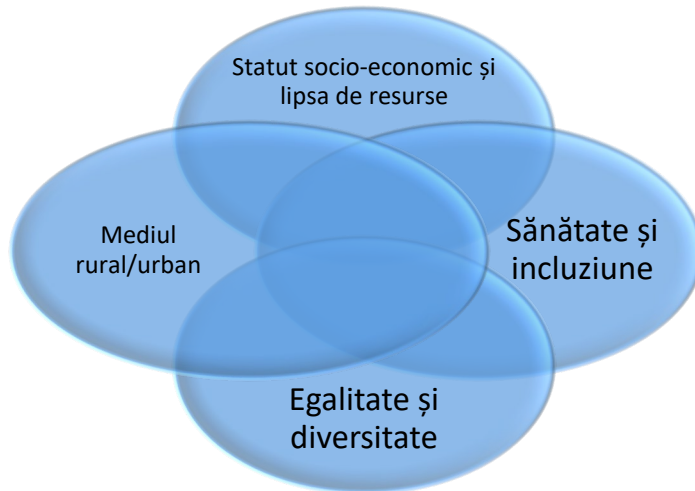 Statut socio-economic și
lipsa de resurse
Mediul
rural/urban
Sănătate și
incluziune
Egalitate și
diversitate